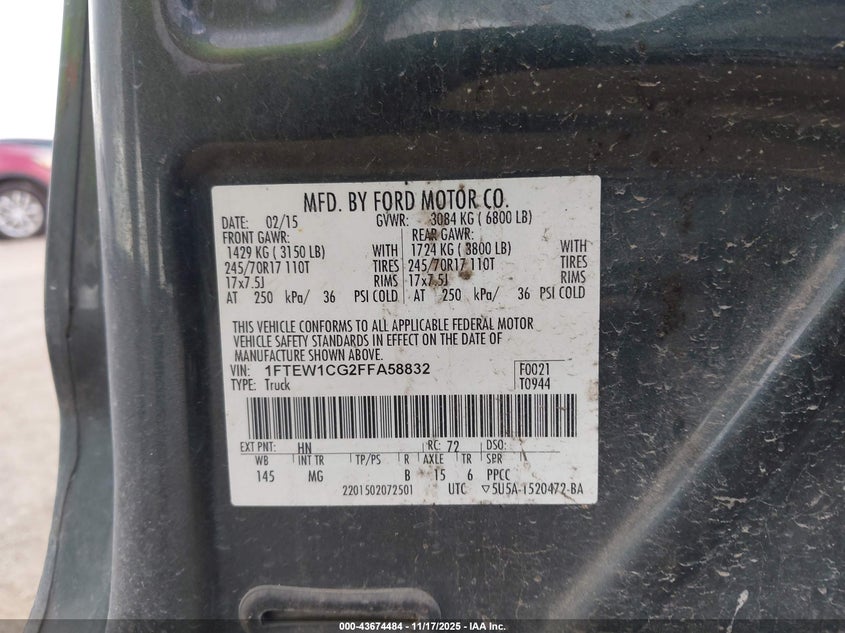 MFD. BY FORD MOTOR CO.
DATE: 02/15 GVWR: 3084 KG ( 6800 LB)
FRONT GAWR: REAR GAWR:
1429 KG ( 3150 LB) WITH 1724 KG ( 3800 LB) WITH
245/70R17 110T TIRES 245/70R17 110T TIRES
17x7.5J RIMS 17x7.5J RIMS
AT 250 kPa/ 36 PSI COLD AT 250 kPa/ 36 PSI COLD
THIS VEHICLE CONFORMS TO ALL APPLICABLE FEDERAL MOTOR
VEHICLE SAFETY STANDARDS IN EFFECT ON THE DATE OF
MANUFACTURE SHOWN ABOVE.
VIN: 1FTEW1CG2FFA58832 F0021
TYPE: Truck T0944
EXT PNT: HN RC: 72 DSO:
WB INT TR TP/PS R AXLE TR SPR
145 MG B 15 6 PPCC
2201502072501 UTC ▽5U5A-1520472-BA
000-43674484 - 11/17/2025 - IAA Inc.